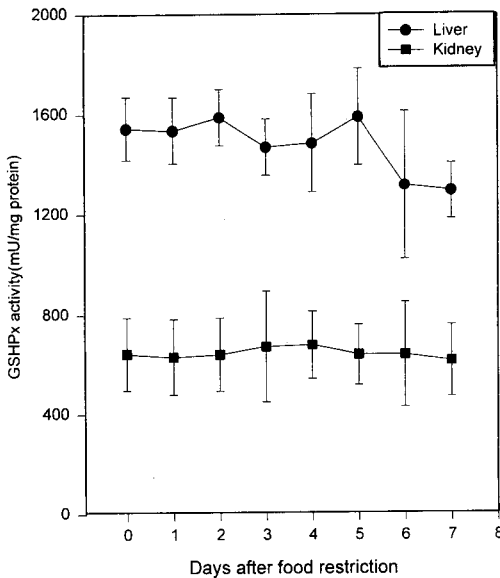 2000
1600
1200
800
400
0
GSHPx activity(mU/mg protein)
Liver
Kidney
0 1 2 3 4 5 6 7 8
Days after food restriction